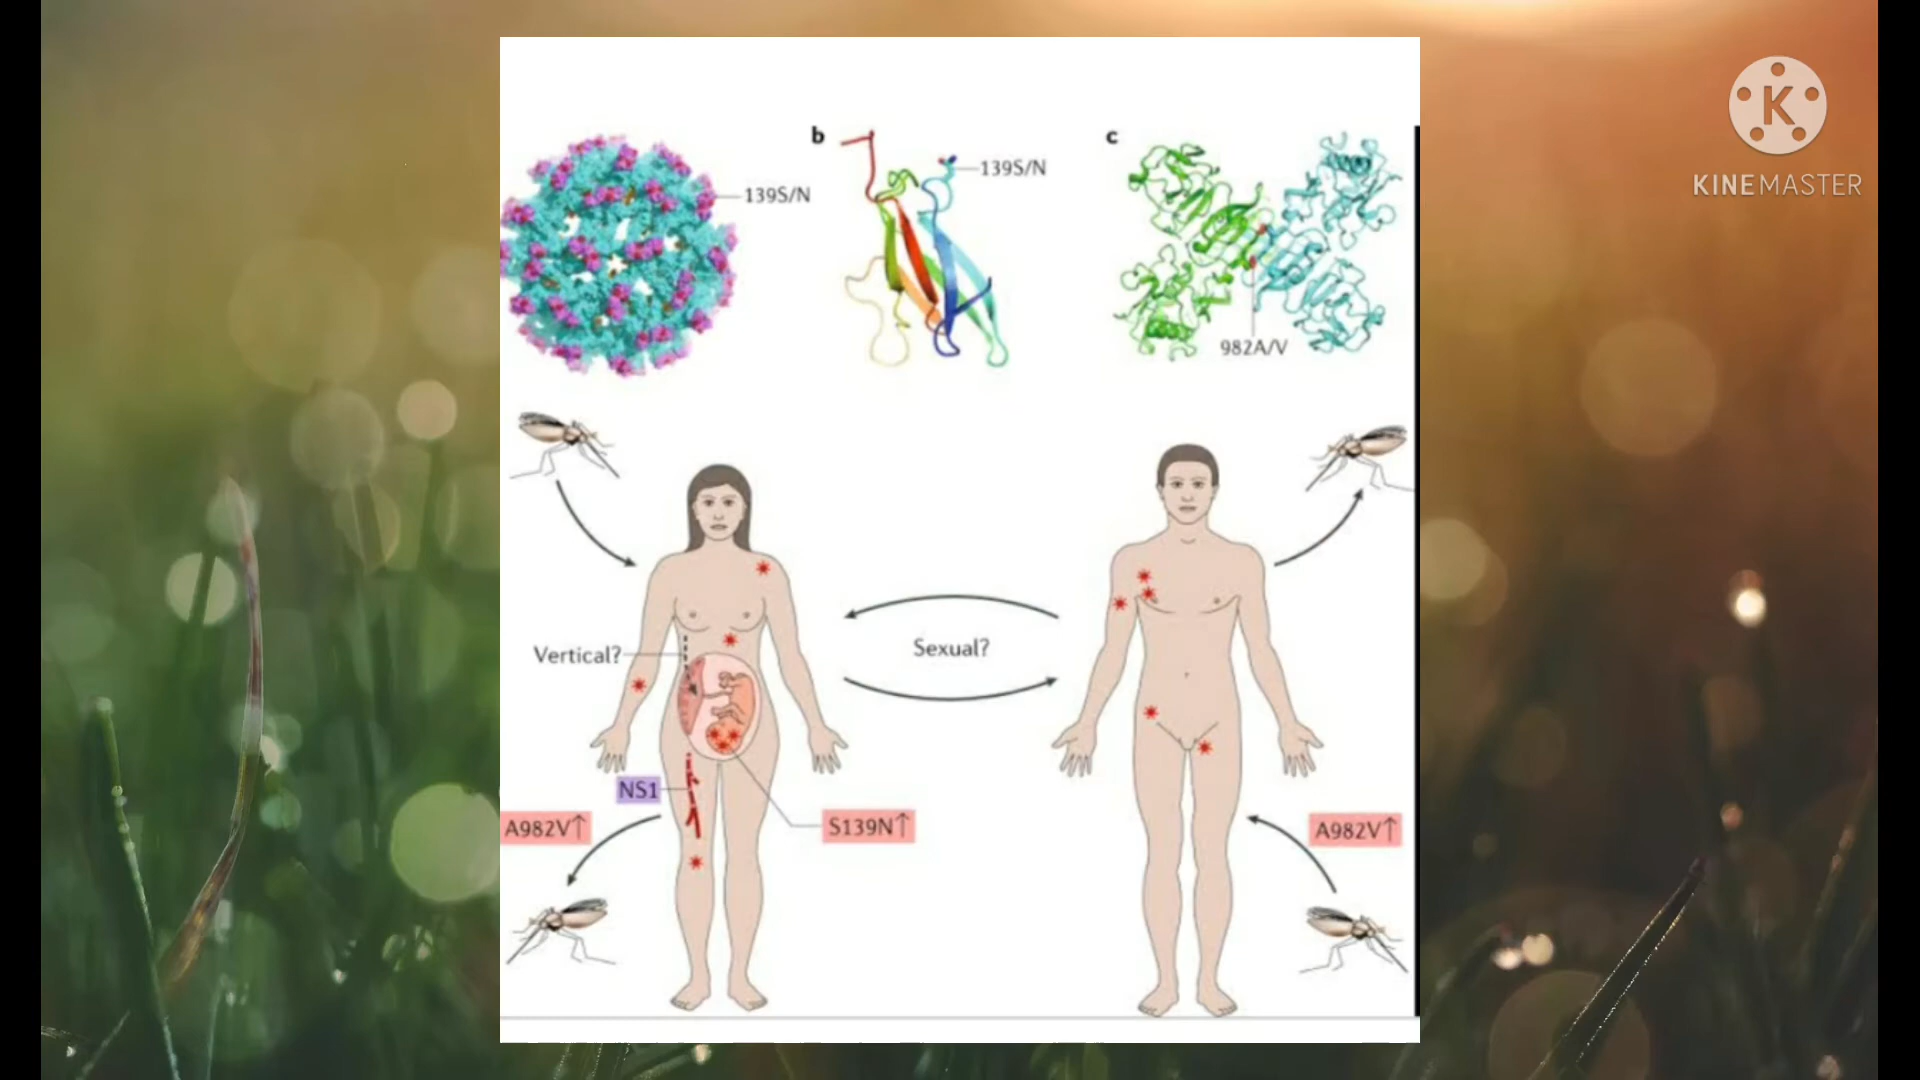 b
c
139S/N
139S/N
982A/V
Vertical?
Sexual?
NS1
A982V↑
S139N↑
A982V↑
K
KINEMASTER